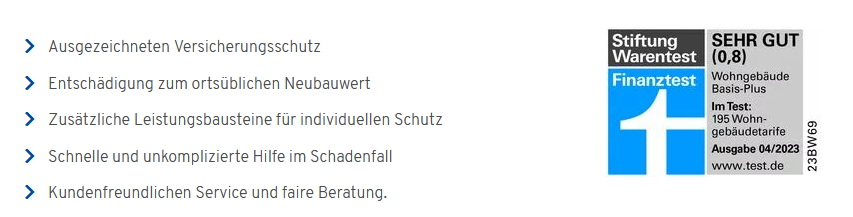 Ausgezeichneten Versicherungsschutz
Entschädigung zum ortsüblichen Neubauwert
Zusätzliche Leistungsbausteine für individuellen Schutz
Schnelle und unkomplizierte Hilfe im Schadenfall
Kundenfreundlichen Service und faire Beratung.
Stiftung
Warentest
Finanztest
SEHR GUT
(0,8)
Wohngebäude
Basis-Plus
Im Test:
195 Wohn-
gebäudetarife
Ausgabe 04/2023
www.test.de
23BW69